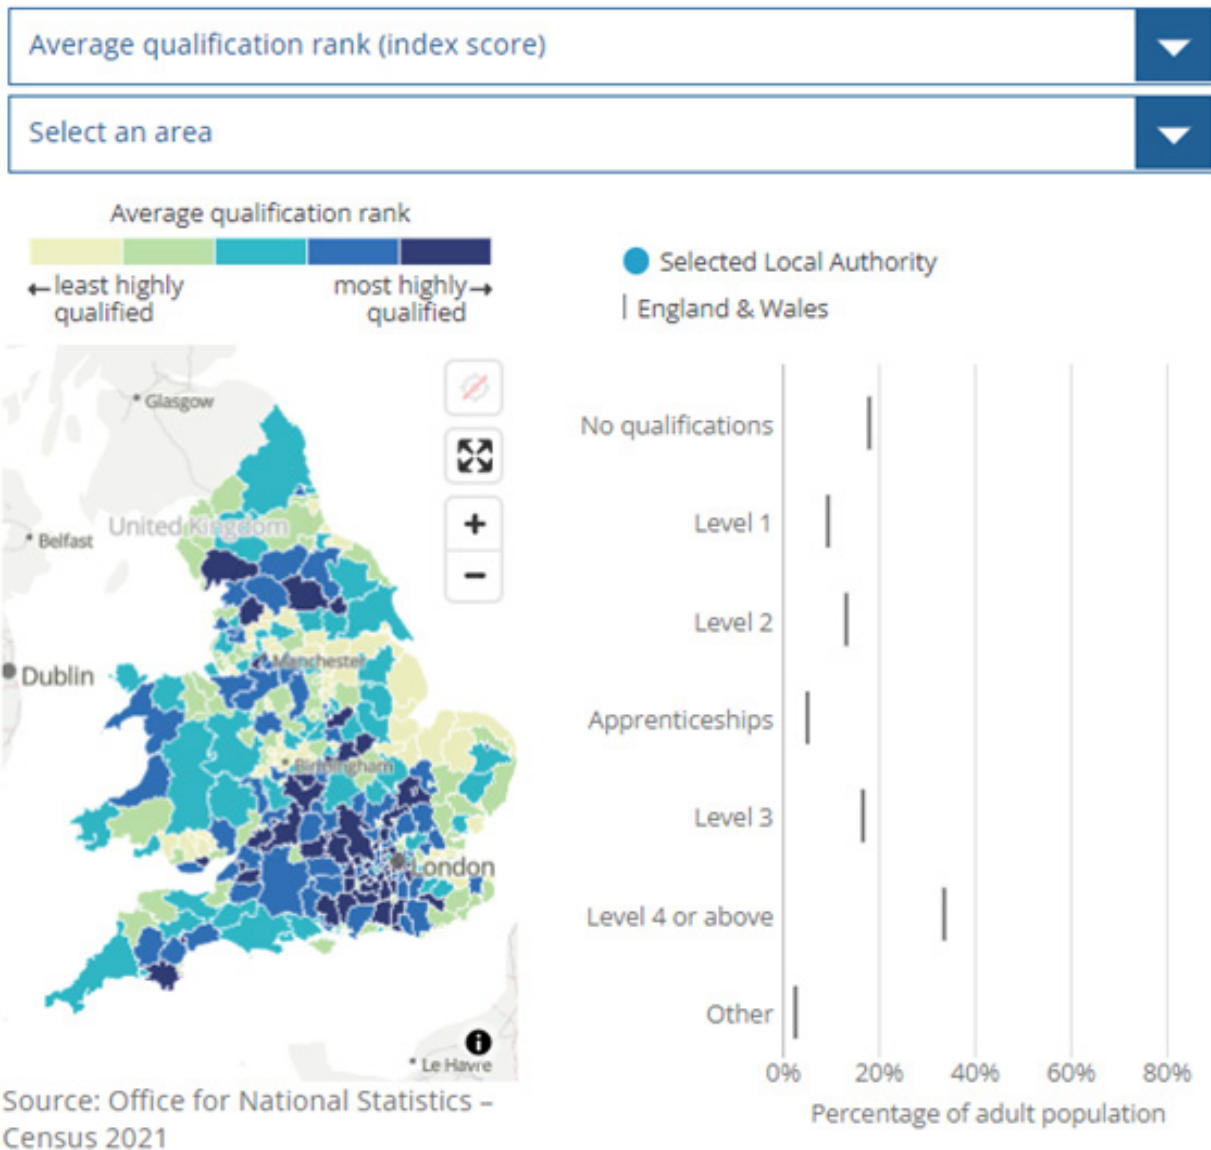 Average qualification rank (index score)
Select an area
Average qualification rank
←least highly
qualified
most highly→
qualified
Selected Local Authority
England & Wales
Glasgow
United Kingdom
Belfast
Manchester
Dublin
Birmingham
London
Le Havre
No qualifications
Level 1
Level 2
Apprenticeships
Level 3
Level 4 or above
Other
0% 20% 40% 60% 80%
Percentage of adult population
Source: Office for National Statistics –
Census 2021